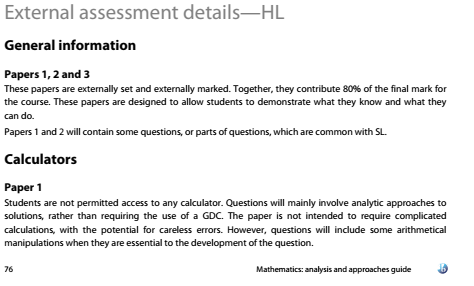 External assessment details—HL
General information
Papers 1, 2 and 3
These papers are externally set and externally marked. Together, they contribute 80% of the final mark for
the course. These papers are designed to allow students to demonstrate what they know and what they
can do.
Papers 1 and 2 will contain some questions, or parts of questions, which are common with SL.
Calculators
Paper 1
Students are not permitted access to any calculator. Questions will mainly involve analytic approaches to
solutions, rather than requiring the use of a GDC. The paper is not intended to require complicated
calculations, with the potential for careless errors. However, questions will include some arithmetical
manipulations when they are essential to the development of the question.
76 Mathematics: analysis and approaches guide